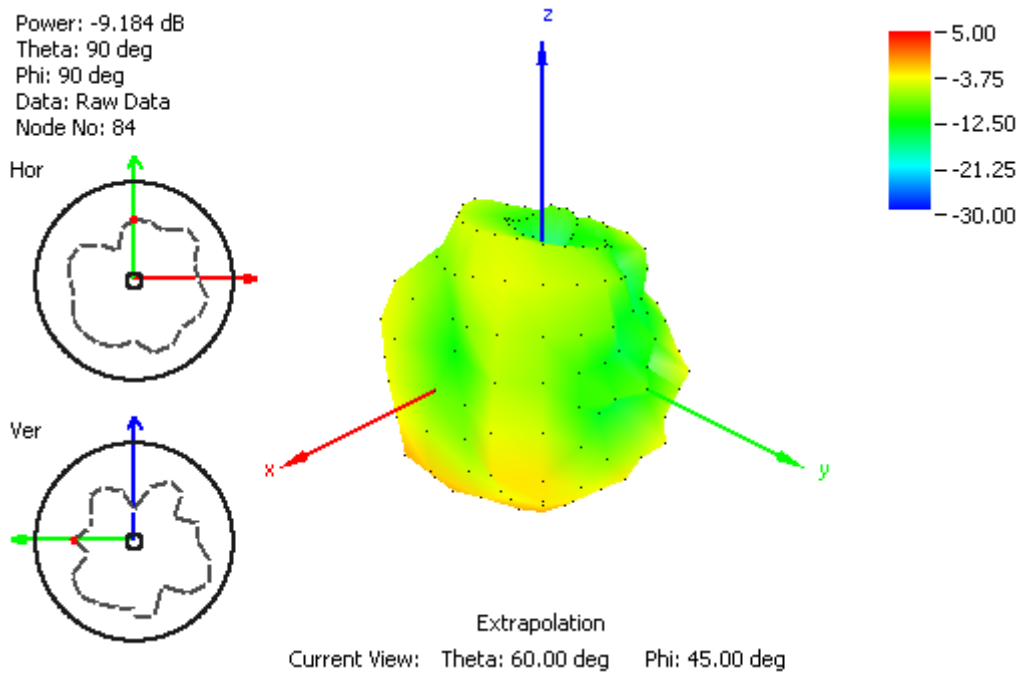 Power: -9.184 dB
Theta: 90 deg
Phi: 90 deg
Data: Raw Data
Node No: 84
Hor
Ver
z
x
y
5.00
-3.75
-12.50
-21.25
-30.00
Extrapolation
Current View: Theta: 60.00 deg Phi: 45.00 deg